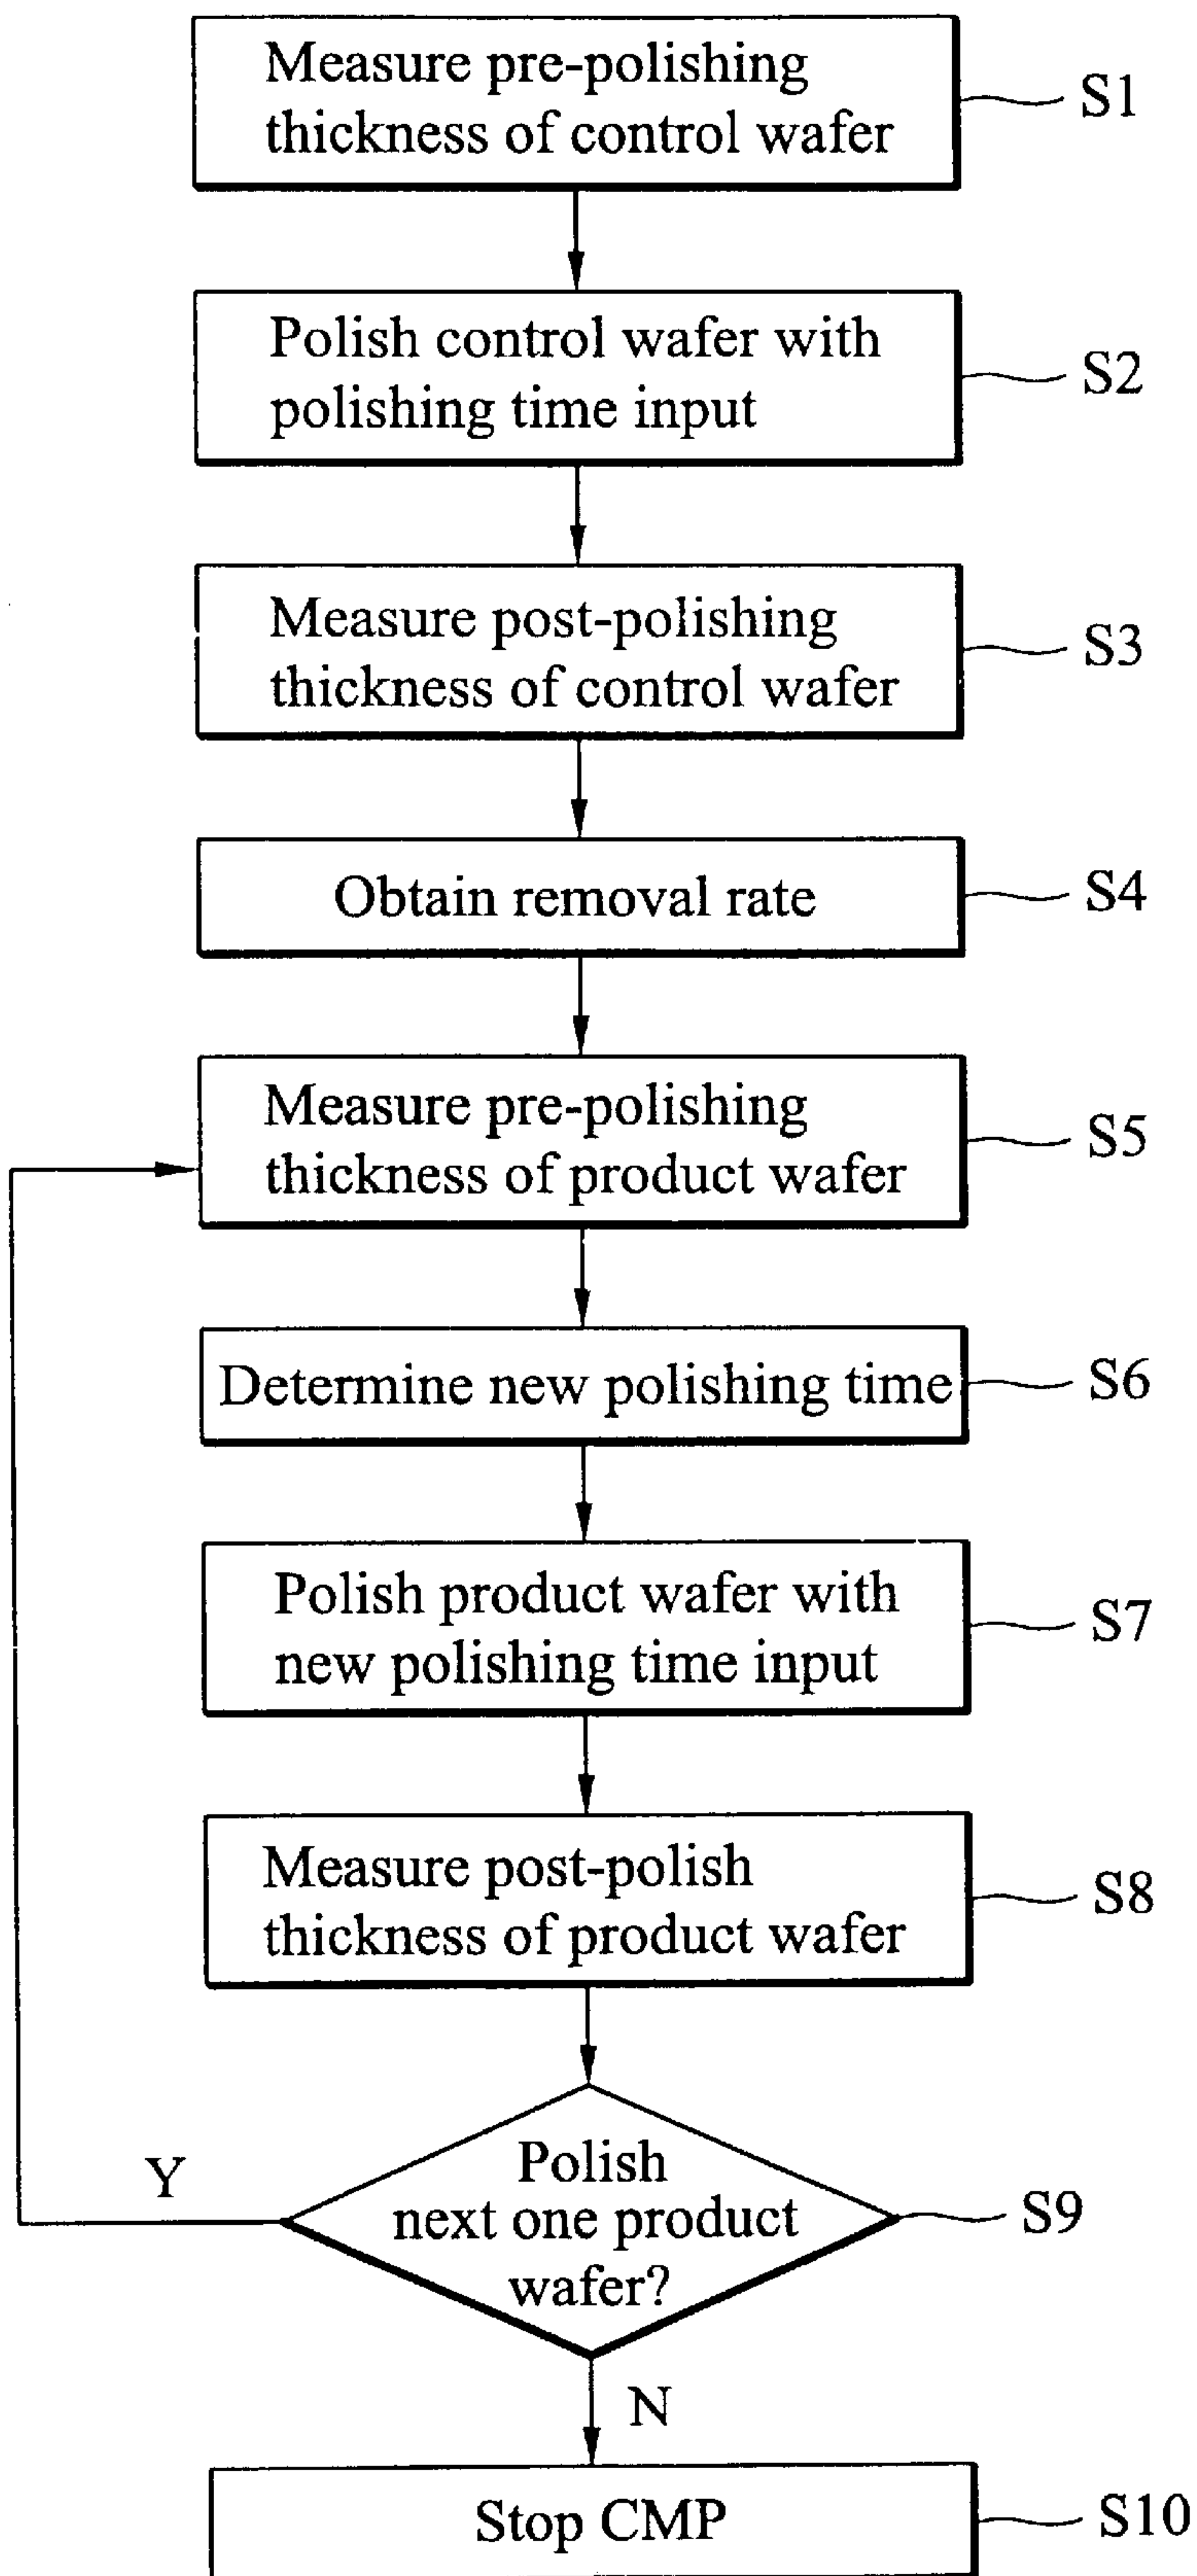 Measure pre-polishing
thickness of control wafer
S1
Polish control wafer with
polishing time input
S2
Measure post-polishing
thickness of control wafer
S3
Obtain removal rate
S4
Measure pre-polishing
thickness of product wafer
S5
Determine new polishing time
S6
Polish product wafer with
new polishing time input
S7
Measure post-polish
thickness of product wafer
S8
Polish
next one product
wafer?
S9
Y
N
Stop CMP
S10